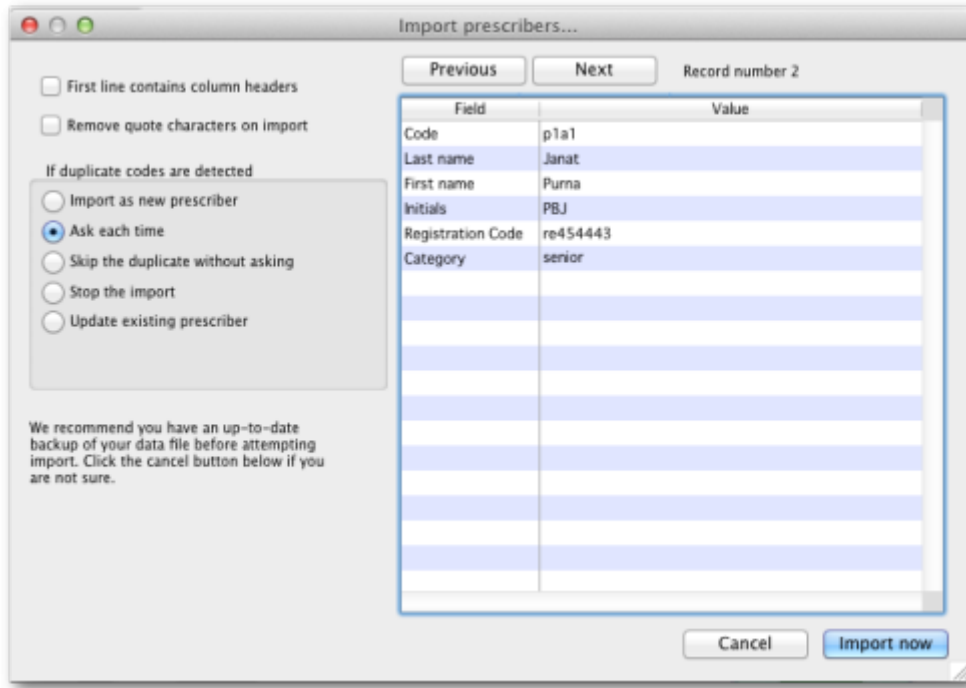 Import prescribers...
First line contains column headers
Remove quote characters on import
If duplicate codes are detected
Import as new prescriber
Ask each time
Skip the duplicate without asking
Stop the import
Update existing prescriber
We recommend you have an up-to-date
backup of your data file before attempting
import. Click the cancel button below if you
are not sure.
Previous Next Record number 2
Field Value
Code p1a1
Last name Janat
First name Purna
Initials PBJ
Registration Code re454443
Category senior
Cancel Import now